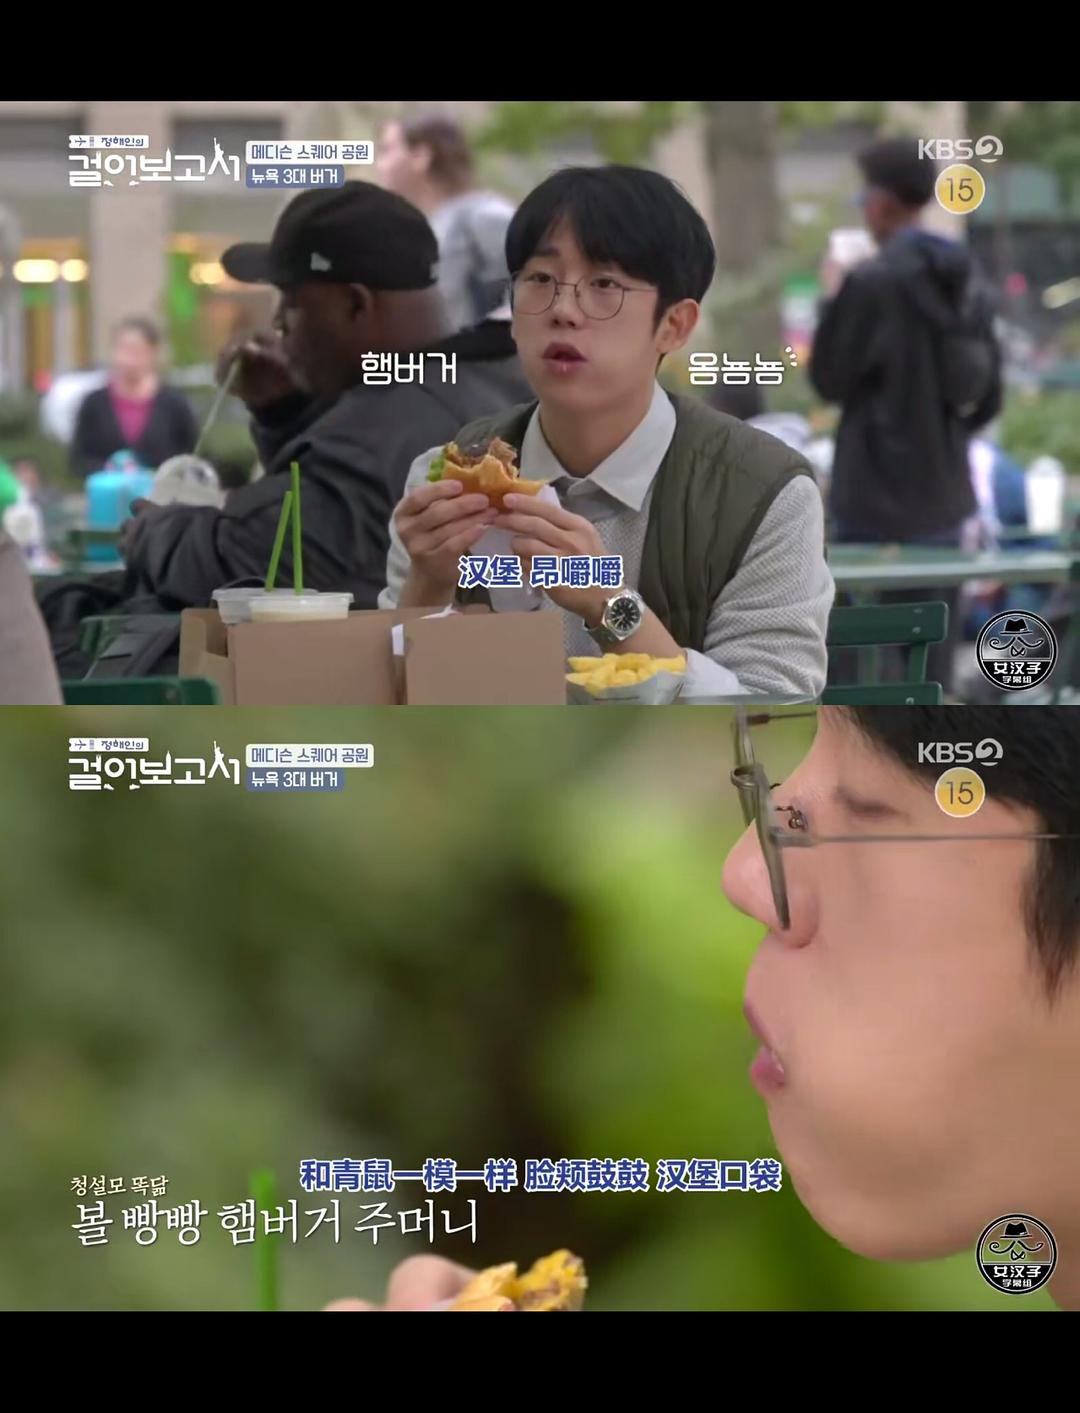 정해인의
걸어보고서
메디슨 스퀘어 공원
뉴욕 3대 버거
KBS2
15
햄버거
옴뇸뇸
汉堡 昂嚼嚼
女汉子
字幕组
정해인의
걸어보고서
메디슨 스퀘어 공원
뉴욕 3대 버거
KBS2
15
和青鼠一模一样 脸颊鼓鼓 汉堡口袋
청설모 똑닮
볼 빵빵 햄버거 주머니
女汉子
字幕组